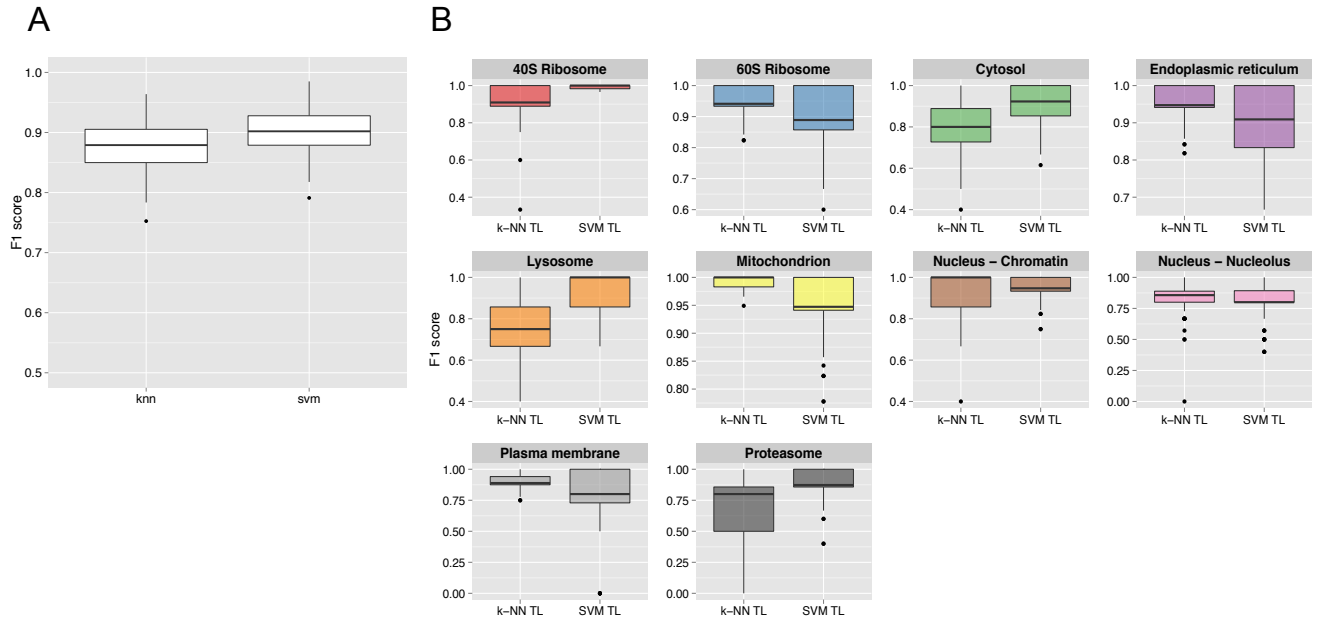 A
B
F1 score
1.0
0.9
0.8
0.7
0.6
0.5
knn
svm
F1 score
40S Ribosome
1.0
0.8
0.6
0.4
k−NN TL
SVM TL
60S Ribosome
1.0
0.9
0.8
0.7
0.6
k−NN TL
SVM TL
Cytosol
1.0
0.8
0.6
0.4
k−NN TL
SVM TL
Endoplasmic reticulum
1.0
0.9
0.8
0.7
k−NN TL
SVM TL
Lysosome
1.0
0.8
0.6
0.4
k−NN TL
SVM TL
Mitochondrion
1.00
0.95
0.90
0.85
0.80
k−NN TL
SVM TL
Nucleus − Chromatin
1.0
0.8
0.6
0.4
k−NN TL
SVM TL
Nucleus − Nucleolus
1.00
0.75
0.50
0.25
0.00
k−NN TL
SVM TL
Plasma membrane
1.00
0.75
0.50
0.25
0.00
k−NN TL
SVM TL
Proteasome
1.00
0.75
0.50
0.25
0.00
k−NN TL
SVM TL